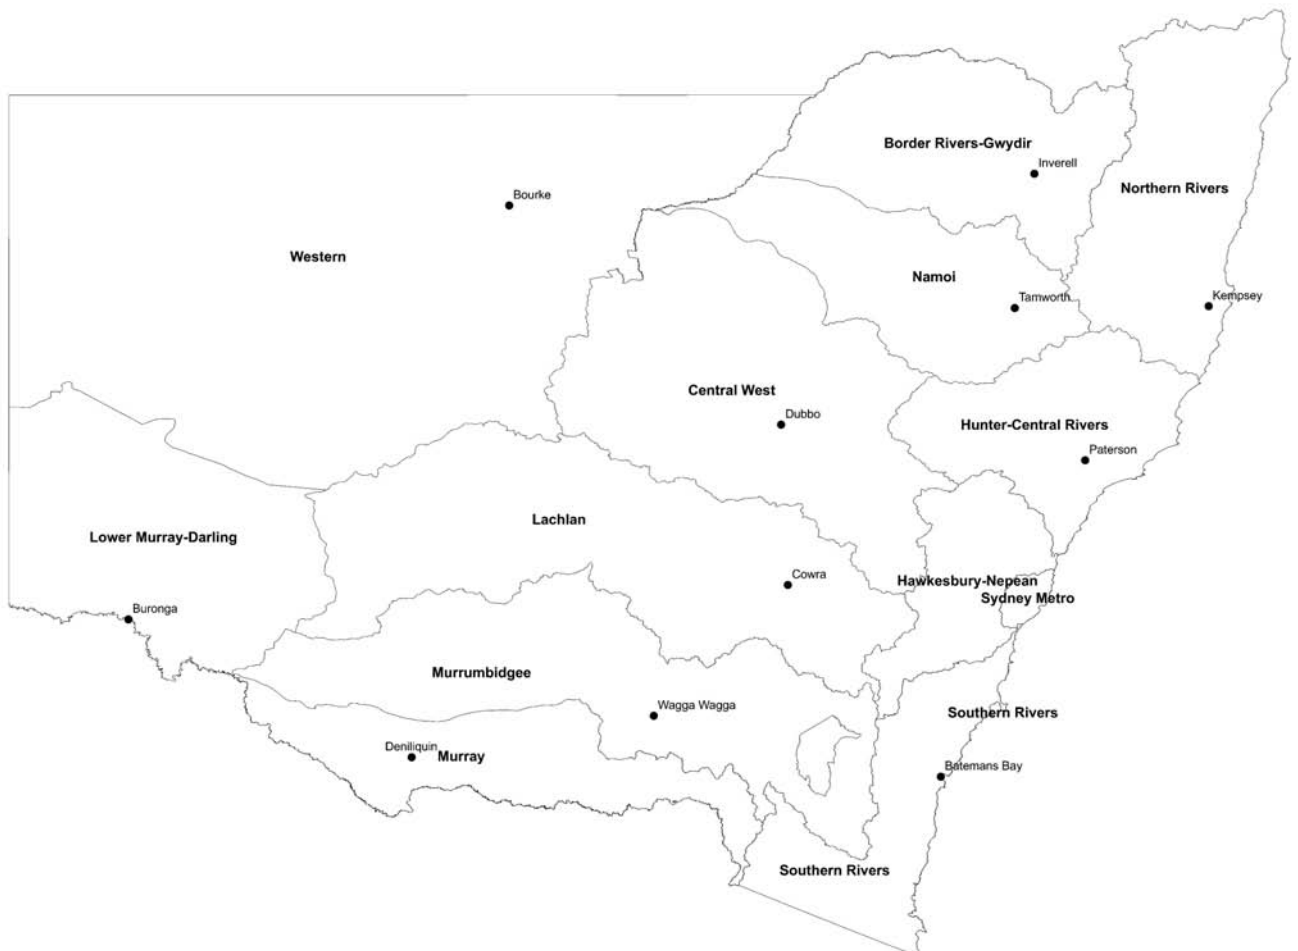 Border Rivers-Gwydir
Inverell
Northern Rivers
Bourke
Western
Namoi
Tamworth
Kempsey
Central West
Dubbo
Hunter-Central Rivers
Paterson
Lachlan
Lower Murray-Darling
Cowra
Hawkesbury-Nepean
Sydney Metro
Buronga
Murrumbidgee
Wagga Wagga
Southern Rivers
Deniliquin
Murray
Batemans Bay
Southern Rivers